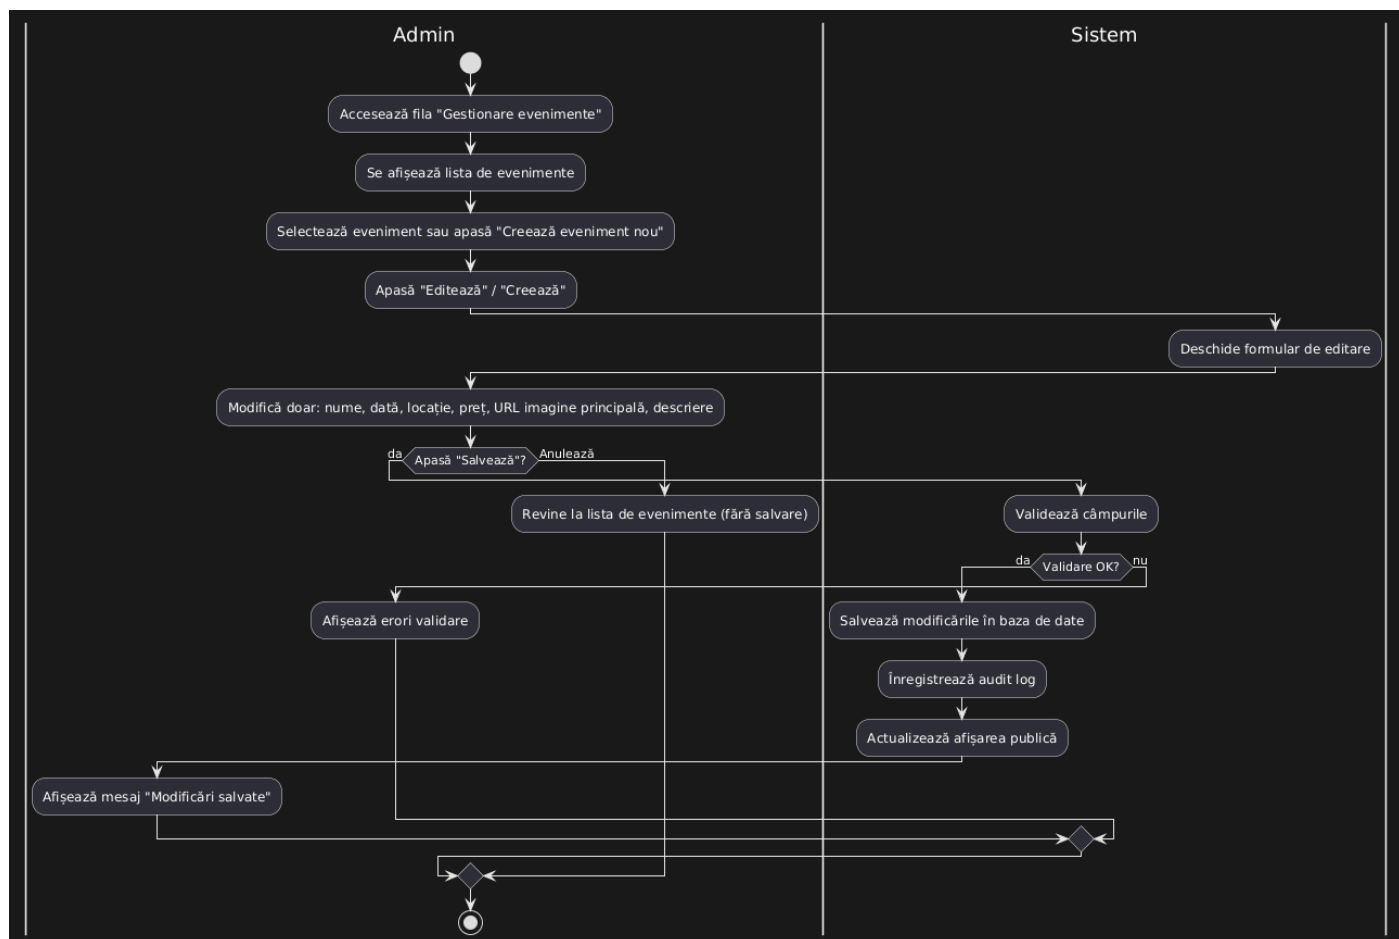 Admin
Sistem
Accesează fila "Gestionare evenimente"
Se afișează lista de evenimente
Selectează eveniment sau apasă "Creează eveniment nou"
Apasă "Editează" / "Creează"
Deschide formular de editare
Modifică doar: nume, dată, locație, preț, URL imagine principală, descriere
da
Apasă "Salvează"?
Anulează
Revine la lista de evenimente (fără salvare)
Validează câmpurile
da
Validare OK?
nu
Afișează erori validare
Salvează modificările în baza de date
Înregistrează audit log
Actualizează afișarea publică
Afișează mesaj "Modificări salvate"